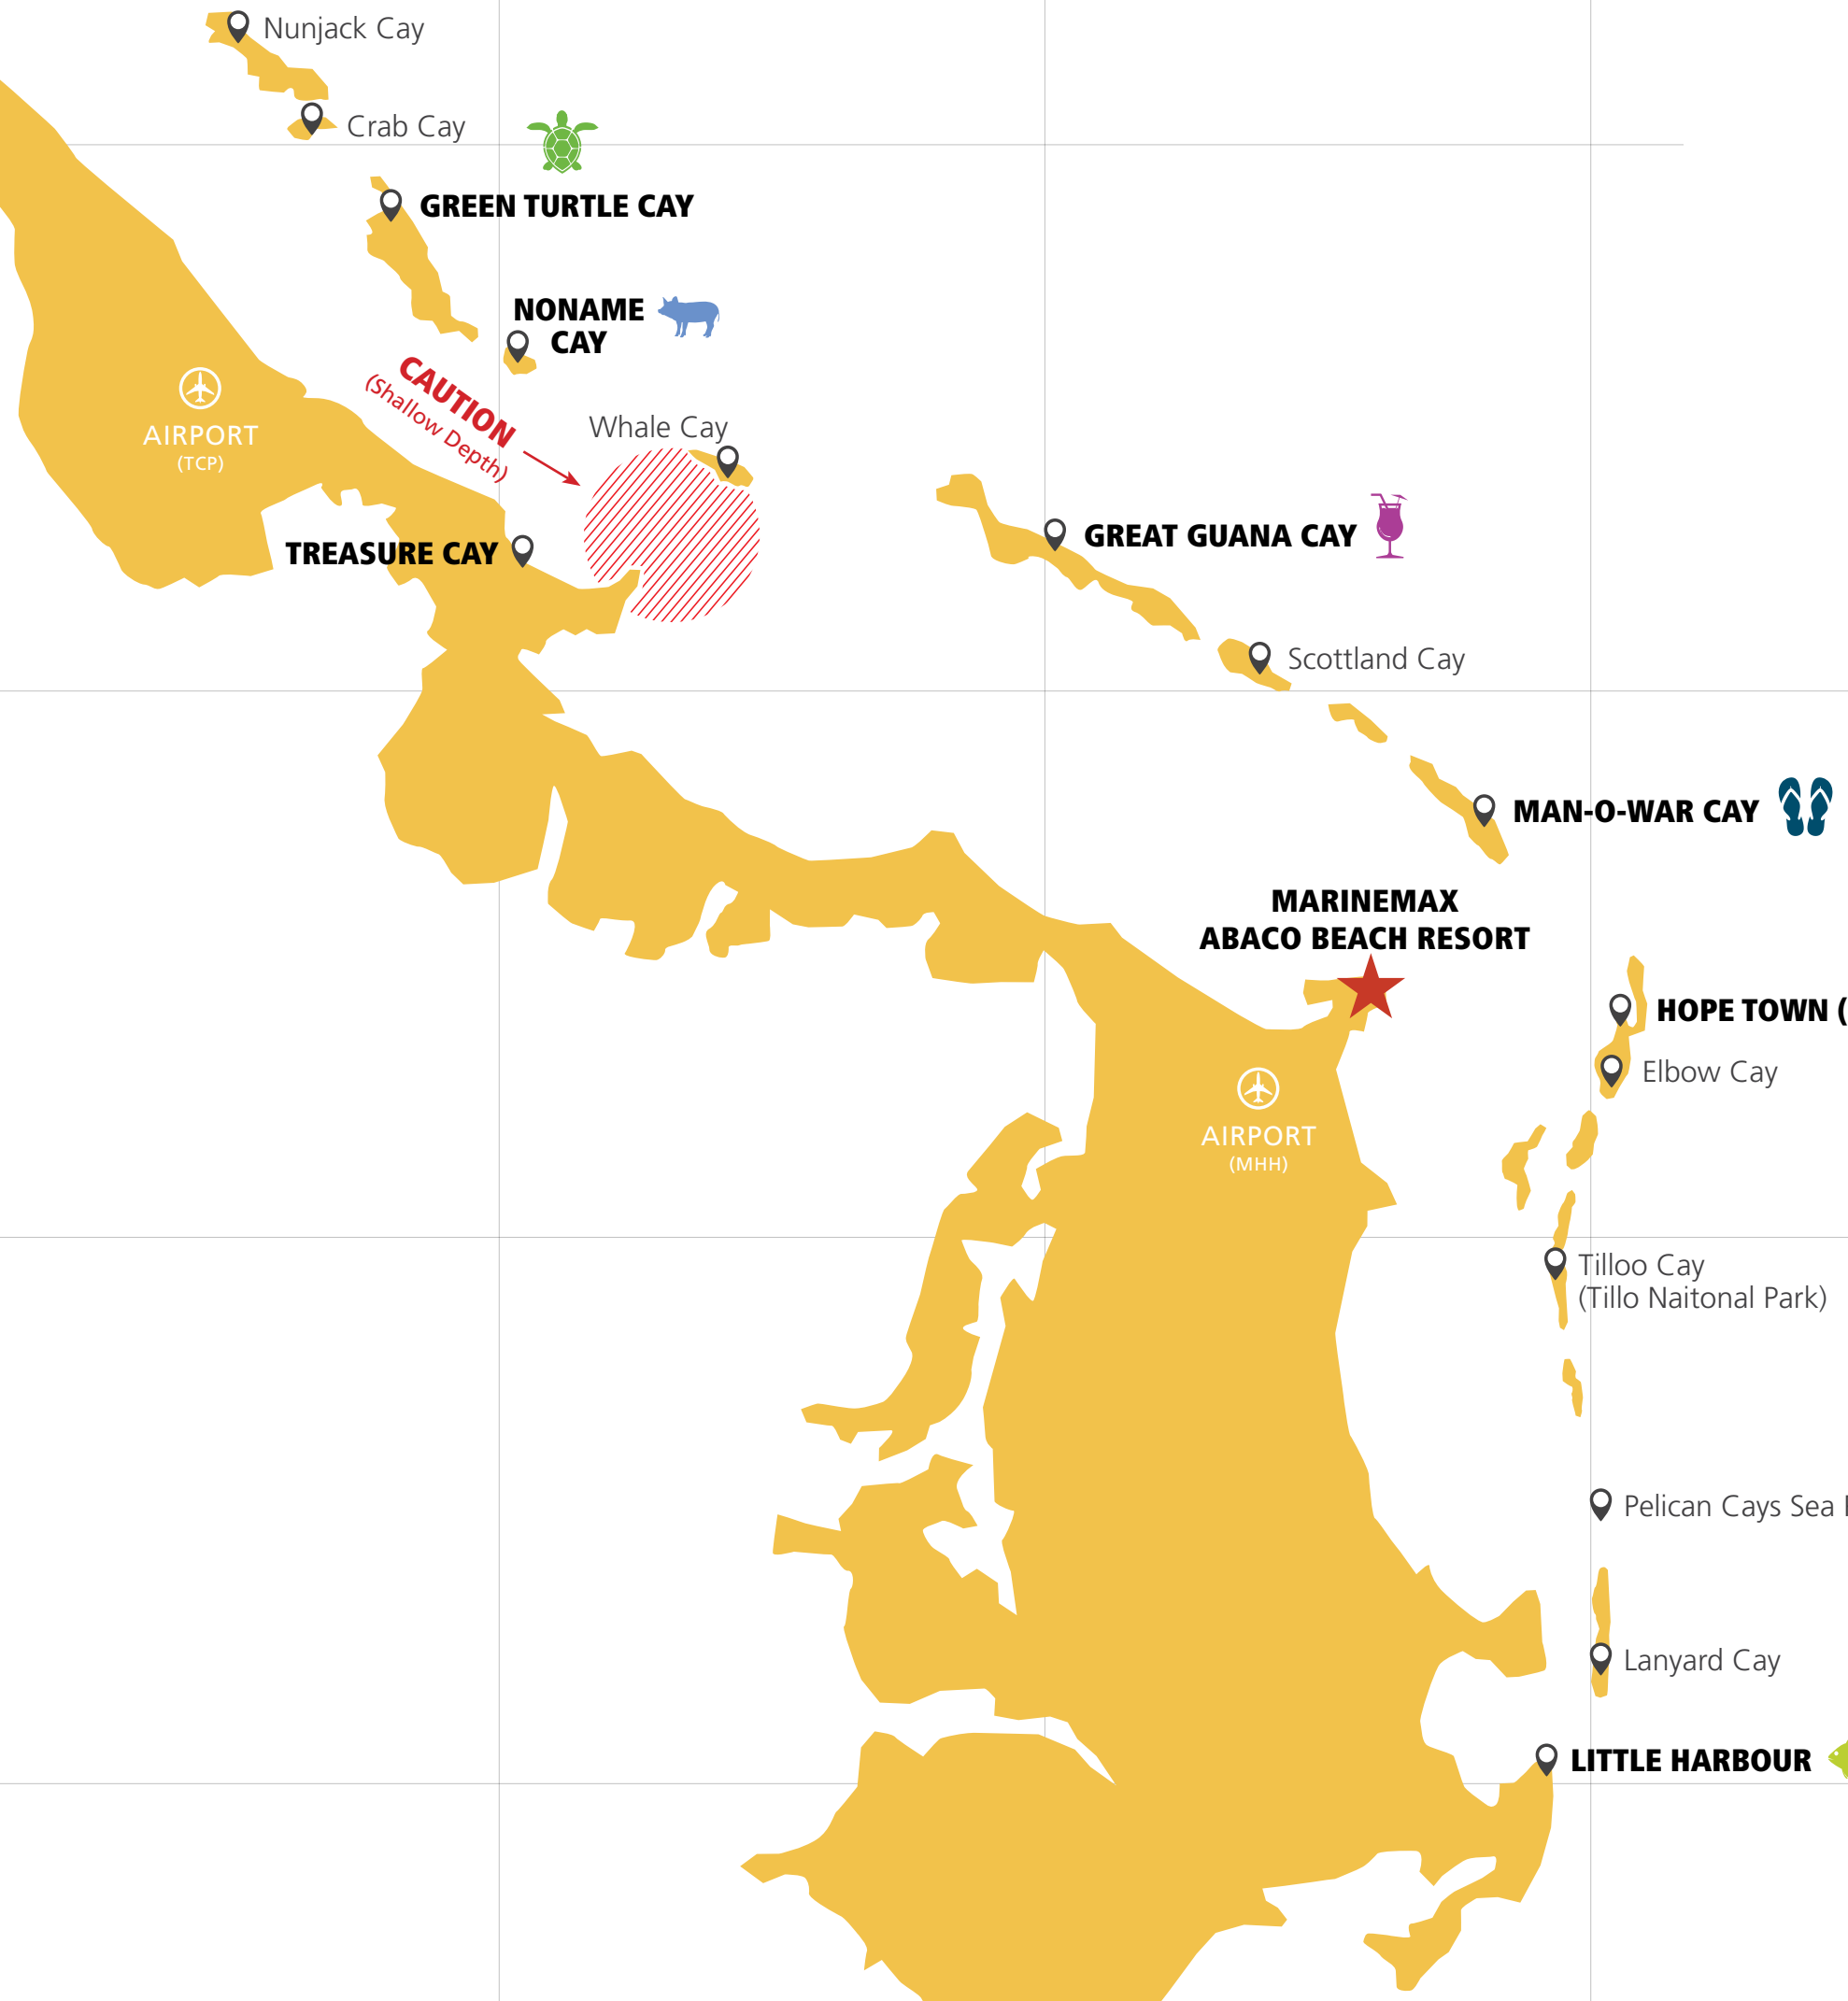 Nunjack Cay
Crab Cay
GREEN TURTLE CAY
NONAME
CAY
CAUTION
(Shallow Depth)
Whale Cay
AIRPORT
(TCP)
TREASURE CAY
GREAT GUANA CAY
Scottland Cay
MAN-O-WAR CAY
MARINEMAX
ABACO BEACH RESORT
HOPE TOWN (
Elbow Cay
AIRPORT
(MHH)
Tilloo Cay
(Tillo Naitonal Park)
Pelican Cays Sea
Lanyard Cay
LITTLE HARBOUR